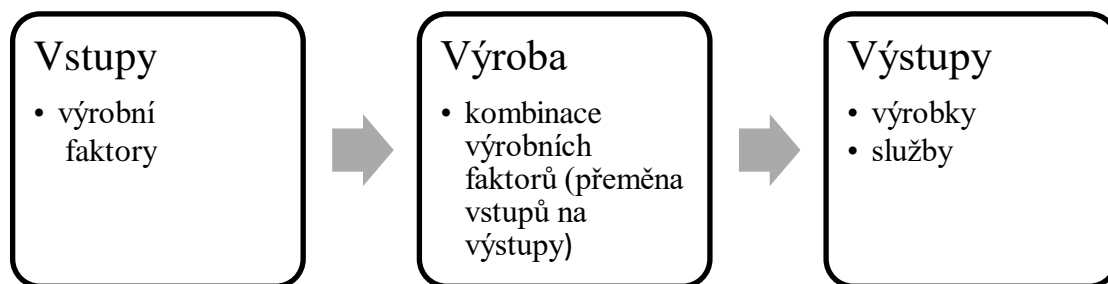 Vstupy
• výrobní
faktory
Výroba
• kombinace
výrobních
faktorů (přeměna
vstupů na
výstupy)
Výstupy
• výrobky
• služby